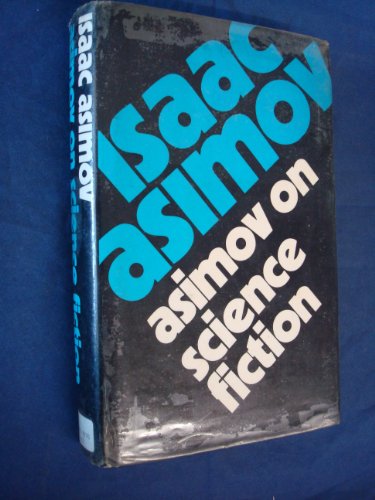 Isaac
asimov
asimov on
science
fiction
Isaac asimov
asimov on science fiction